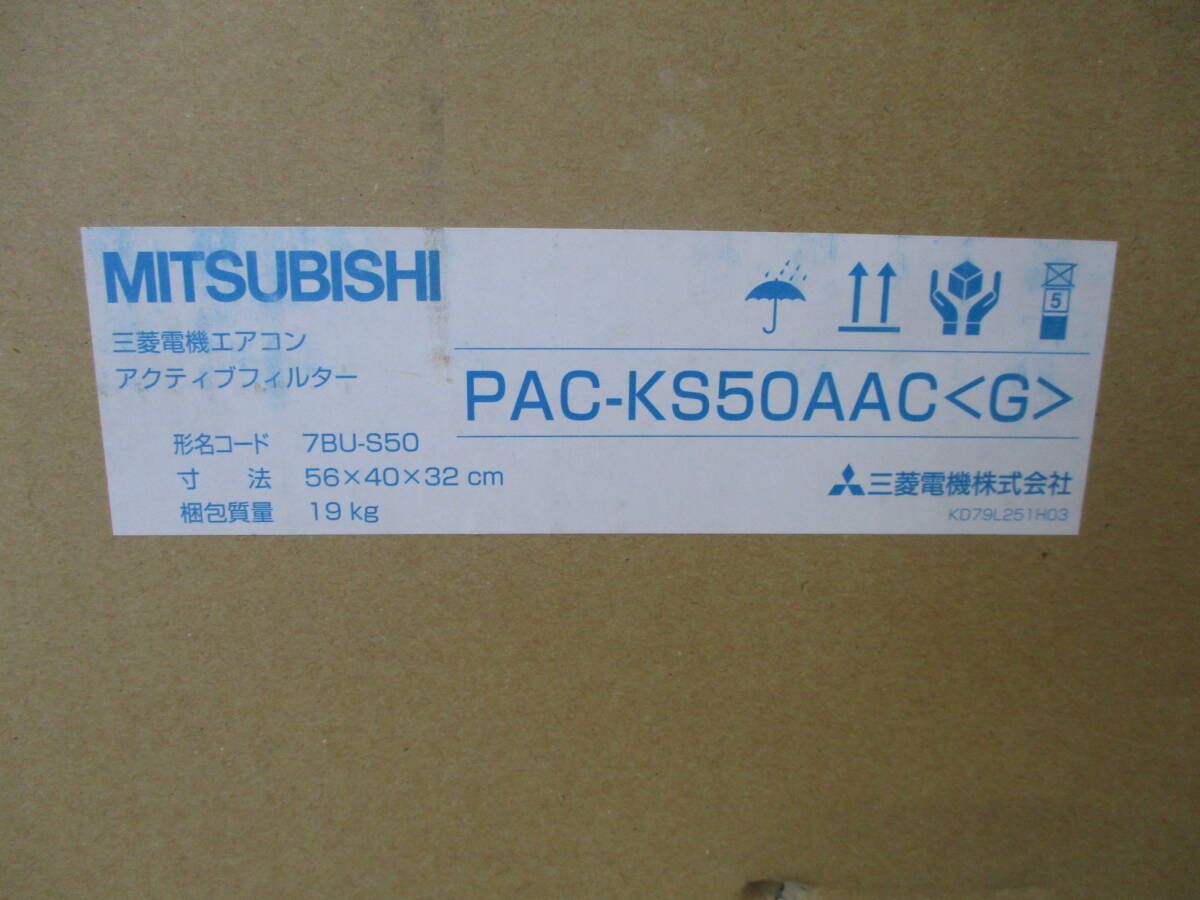 MITSUBISHI
三菱電機エアコン
アクティブフィルター
5
PAC-KS50AAC<G>
形名コード 7BU-S50
寸法 56×40×32 cm
梱包質量 19 kg
三菱電機株式会社
KD79L251H03